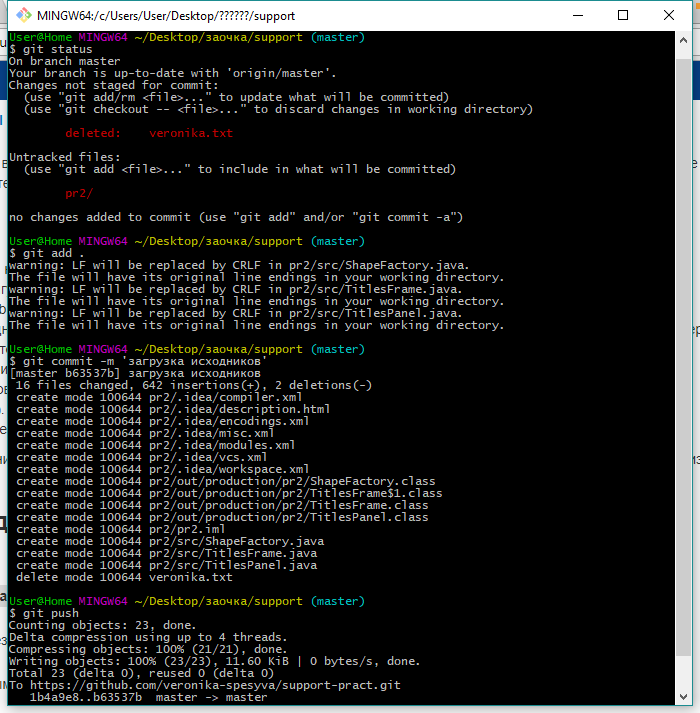 MINGW64:/c/Users/User/Desktop/??????/support
User@Home MINGW64 ~/Desktop/заочка/support (master)
$ git status
On branch master
Your branch is up-to-date with 'origin/master'.
Changes not staged for commit:
  (use "git add/rm <file>..." to update what will be committed)
  (use "git checkout -- <file>..." to discard changes in working directory)
        deleted:    veronika.txt
Untracked files:
  (use "git add <file>..." to include in what will be committed)
        pr2/
no changes added to commit (use "git add" and/or "git commit -a")
User@Home MINGW64 ~/Desktop/заочка/support (master)
$ git add .
warning: LF will be replaced by CRLF in pr2/src/ShapeFactory.java.
The file will have its original line endings in your working directory.
warning: LF will be replaced by CRLF in pr2/src/TitlesFrame.java.
The file will have its original line endings in your working directory.
warning: LF will be replaced by CRLF in pr2/src/TitlesPanel.java.
The file will have its original line endings in your working directory.
User@Home MINGW64 ~/Desktop/заочка/support (master)
$ git commit -m 'загрузка исходников'
[master b63537b] загрузка исходников
 16 files changed, 642 insertions(+), 2 deletions(-)
 create mode 100644 pr2/.idea/compiler.xml
 create mode 100644 pr2/.idea/description.html
 create mode 100644 pr2/.idea/encodings.xml
 create mode 100644 pr2/.idea/misc.xml
 create mode 100644 pr2/.idea/modules.xml
 create mode 100644 pr2/.idea/vcs.xml
 create mode 100644 pr2/.idea/workspace.xml
 create mode 100644 pr2/out/production/pr2/ShapeFactory.class
 create mode 100644 pr2/out/production/pr2/TitlesFrame$1.class
 create mode 100644 pr2/out/production/pr2/TitlesFrame.class
 create mode 100644 pr2/out/production/pr2/TitlesPanel.class
 create mode 100644 pr2/pr2.iml
 create mode 100644 pr2/src/ShapeFactory.java
 create mode 100644 pr2/src/TitlesFrame.java
 create mode 100644 pr2/src/TitlesPanel.java
 delete mode 100644 veronika.txt
User@Home MINGW64 ~/Desktop/заочка/support (master)
$ git push
Counting objects: 23, done.
Delta compression using up to 4 threads.
Compressing objects: 100% (21/21), done.
Writing objects: 100% (23/23), 11.60 KiB | 0 bytes/s, done.
Total 23 (delta 0), reused 0 (delta 0)
To https://github.com/veronika-spesyva/support-pract.git
   1b4a9e8..b63537b  master -> master